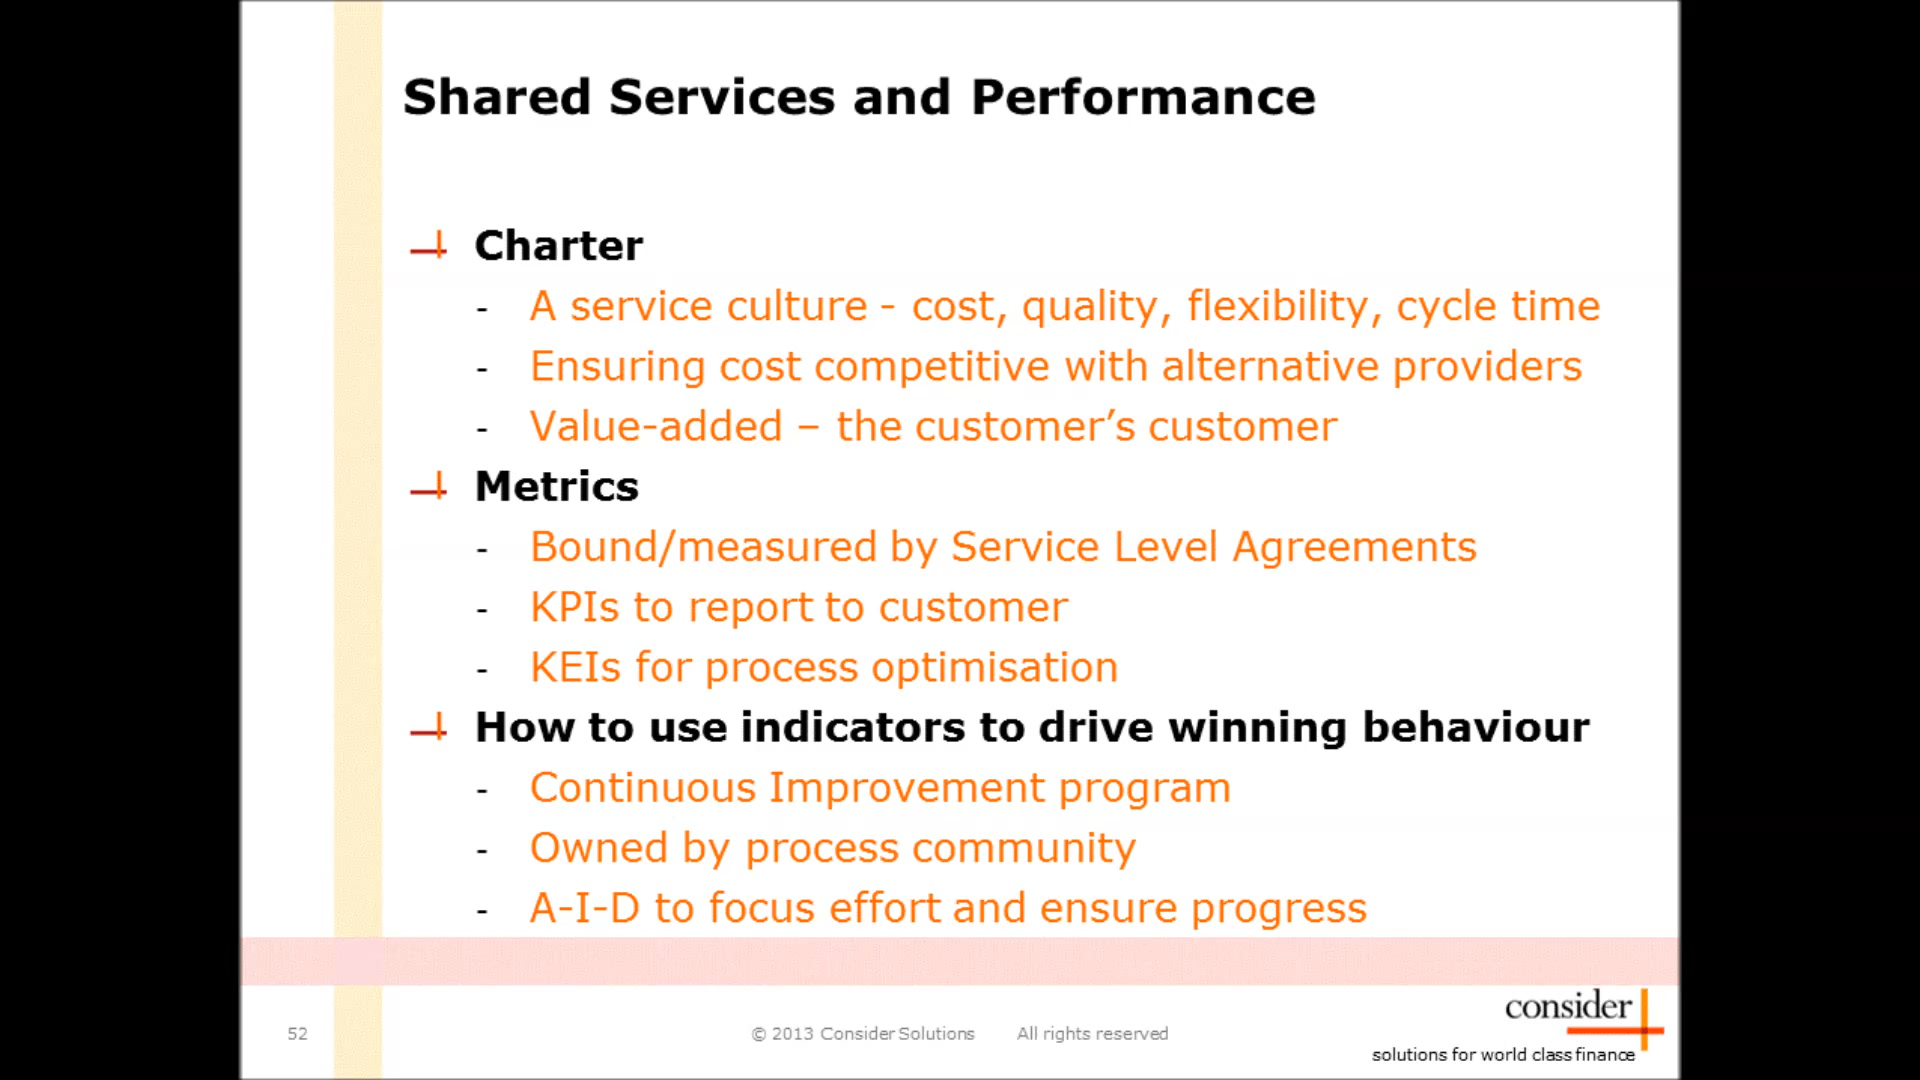 Shared Services and Performance
Charter
- A service culture - cost, quality, flexibility, cycle time
- Ensuring cost competitive with alternative providers
- Value-added – the customer’s customer
Metrics
- Bound/measured by Service Level Agreements
- KPIs to report to customer
- KEIs for process optimisation
How to use indicators to drive winning behaviour
- Continuous Improvement program
- Owned by process community
- A-I-D to focus effort and ensure progress
52
© 2013 Consider Solutions All rights reserved
consider
solutions for world class finance